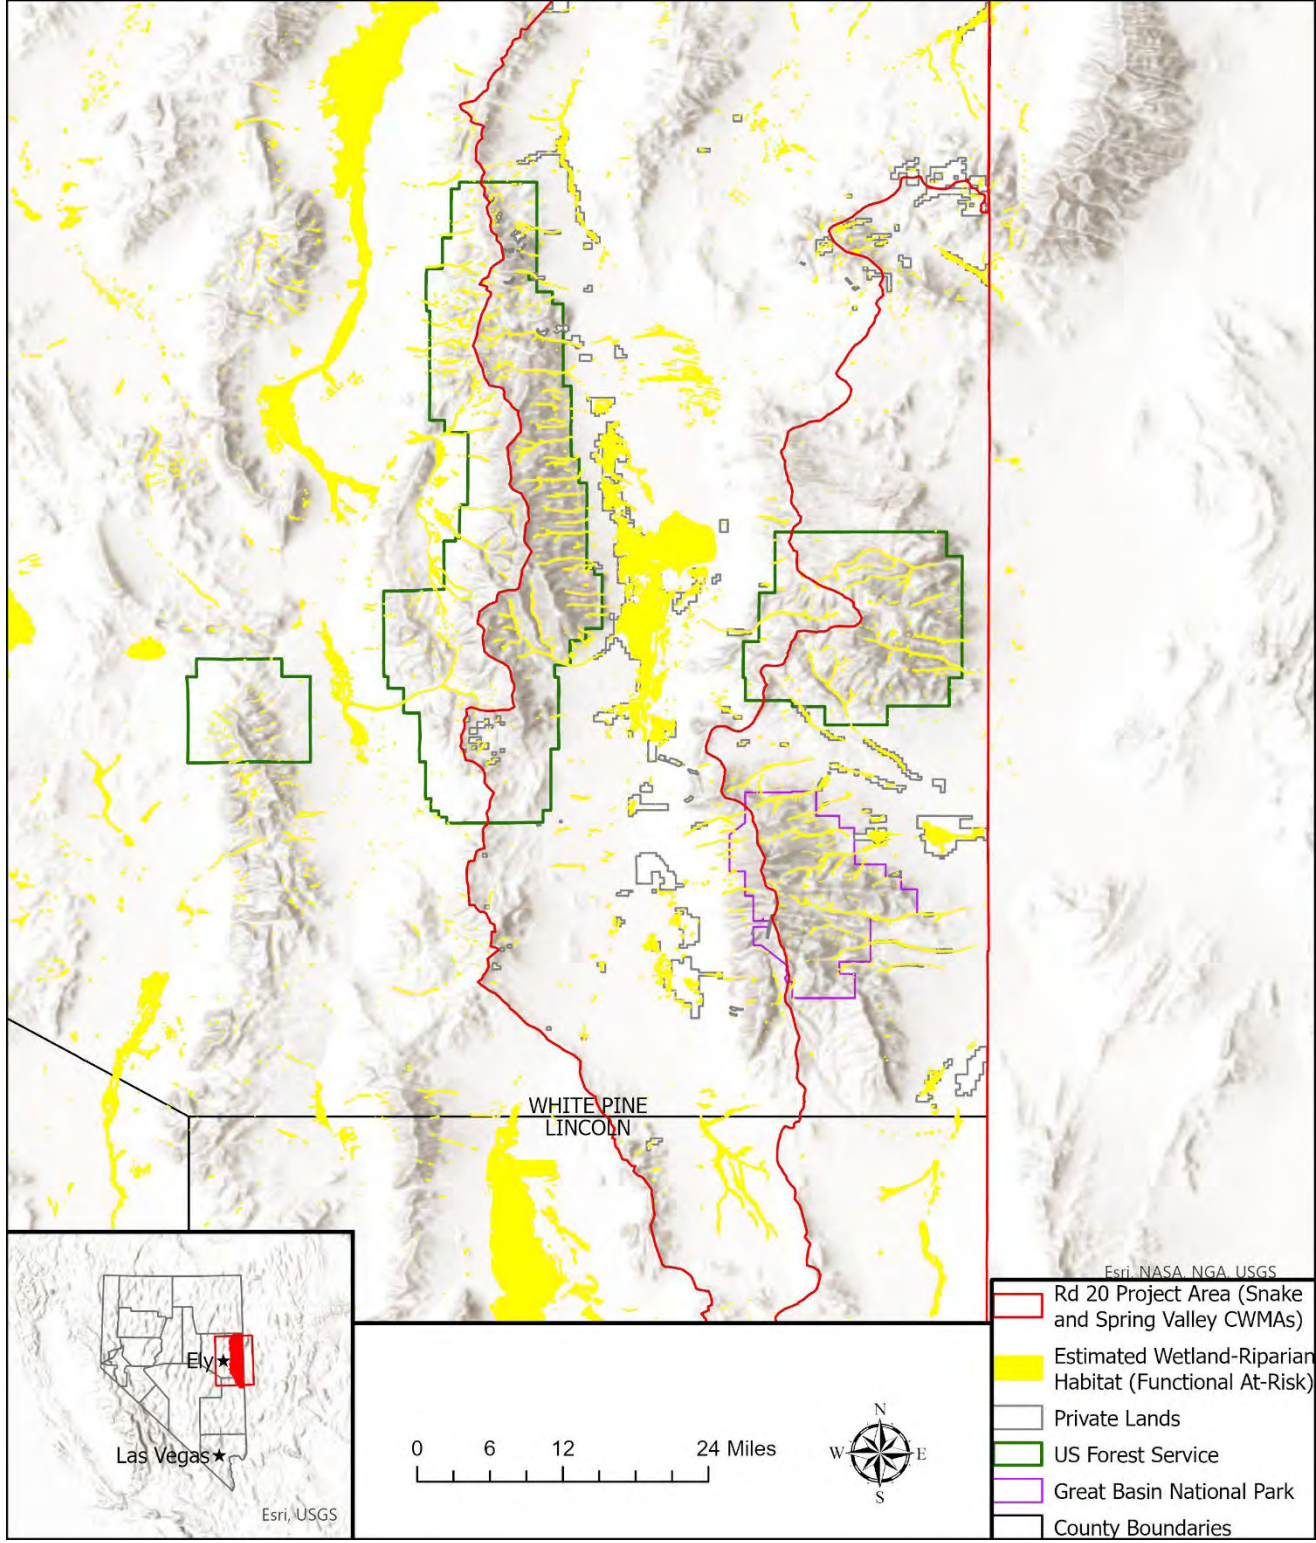 WHITE PINE
LINCOLN
Esri, NASA, NGA, USGS
Rd 20 Project Area (Snake
and Spring Valley CWMAs)
Estimated Wetland-Riparian
Habitat (Functional At-Risk)
Private Lands
US Forest Service
Great Basin National Park
County Boundaries
Ely
Las Vegas
Esri, USGS
0 6 12 24 Miles
N
W E
S